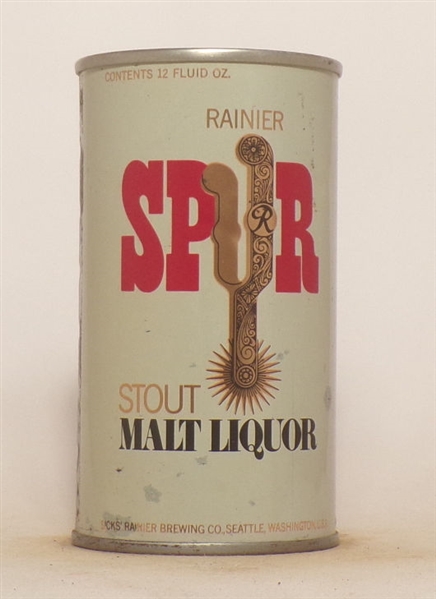 CONTENTS 12 FLUID OZ.
RAINIER
SPUR
R
STOUT
MALT LIQUOR
RAINIER BREWING CO., SEATTLE, WASHINGTON,